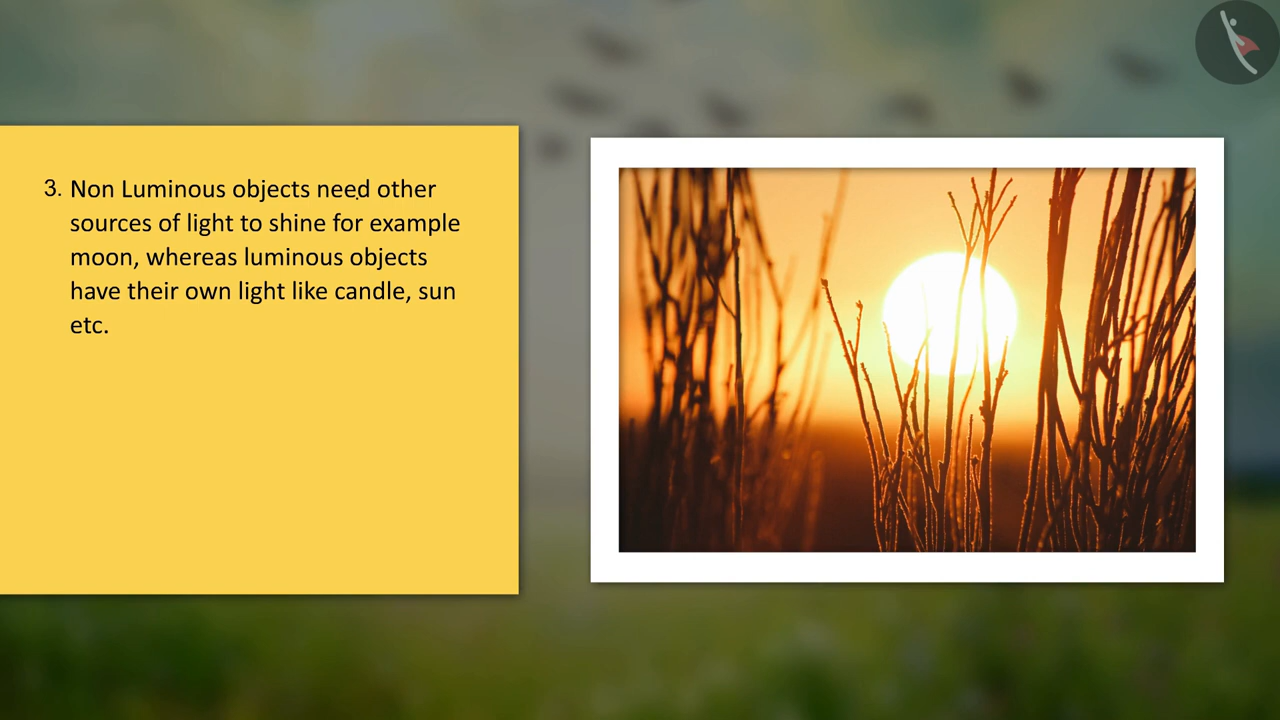 3. Non Luminous objects need other
sources of light to shine for example
moon, whereas luminous objects
have their own light like candle, sun
etc.